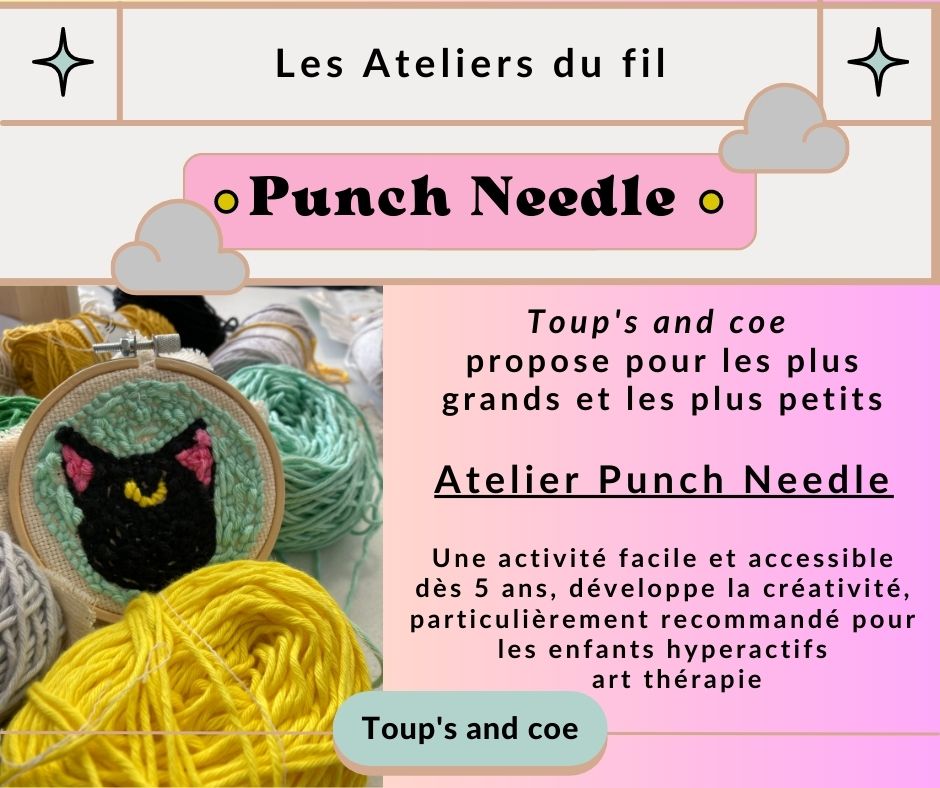 Les Ateliers du fil
Punch Needle
Toup's and coe
propose pour les plus
grands et les plus petits
Atelier Punch Needle
Une activité facile et accessible
dès 5 ans, développe la créativité,
particulièrement recommandé pour
les enfants hyperactifs
art thérapie
Toup's and coe